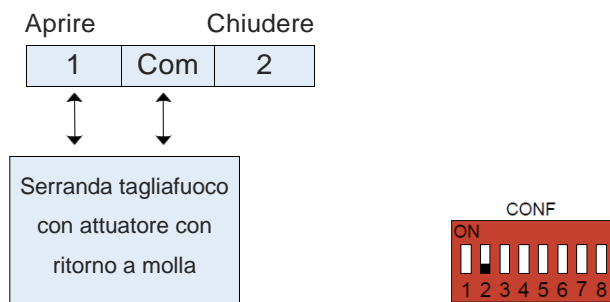 Aprire Chiudere
1 Com 2
Serranda tagliafuoco
con attuatore con
ritorno a molla
CONF
ON
1 2 3 4 5 6 7 8